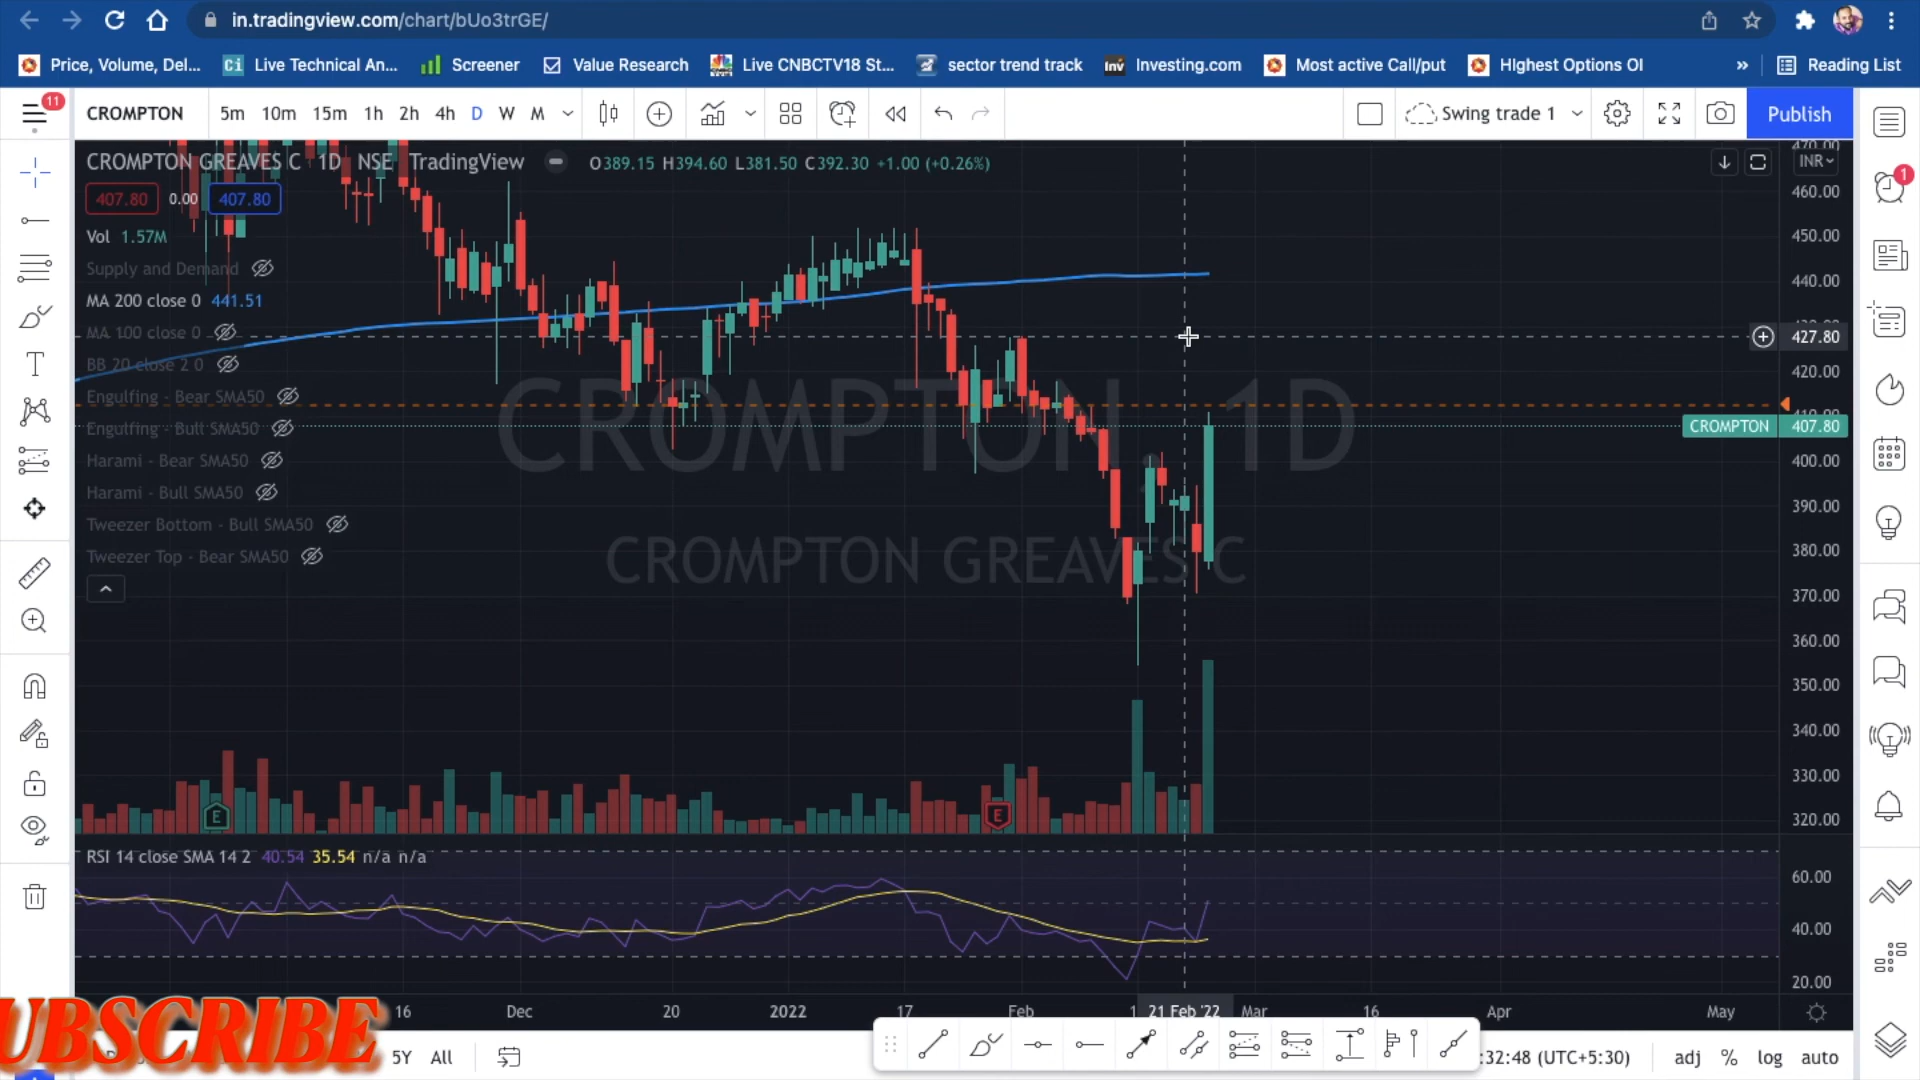 in.tradingview.com/chart/bUo3trGE/
Price, Volume, Del...
Ci Live Technical An...
Screener
Value Research
Live CNBCTV18 St...
sector trend track
Inv Investing.com
Most active Call/put
HIghest Options OI
»
Reading List
11
CROMPTON 5m 10m 15m 1h 2h 4h D W M
Swing trade 1
Publish
CROMPTON GREAVES C 1D NSE TradingView O389.15 H394.60 L381.50 C392.30 +1.00 (+0.26%)
INR
1
407.80 0.00 407.80
Vol 1.57M
Supply and Demand
MA 200 close 0 441.51
MA 100 close 0
BB 20 close 2 0
Engulfing - Bear SMA50
Engulfing - Bull SMA50
Harami - Bear SMA50
Harami - Bull SMA50
Tweezer Bottom - Bull SMA50
Tweezer Top - Bear SMA50
CROMPTON, 1D
CROMPTON GREAVES C
470.00
460.00
450.00
440.00
427.80
420.00
410.00
CROMPTON 407.80
400.00
390.00
380.00
370.00
360.00
350.00
340.00
330.00
320.00
E
E
RSI 14 close SMA 14 2 40.54 35.54 n/a n/a
60.00
40.00
20.00
16 Dec 20 2022 17 Feb 1 21 Feb '22 Mar 16 Apr May
UBSCRIBE
5Y All
:32:48 (UTC+5:30) adj % log auto